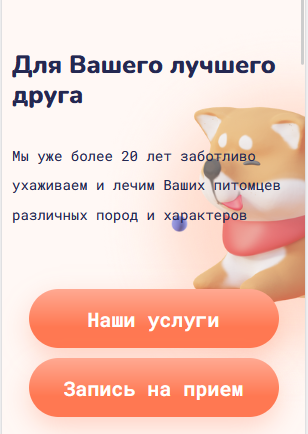 Для Вашего лучшего
друга
Мы уже более 20 лет заботливо
ухаживаем и лечим Ваших питомцев
различных пород и характеров
Наши услуги
Запись на прием